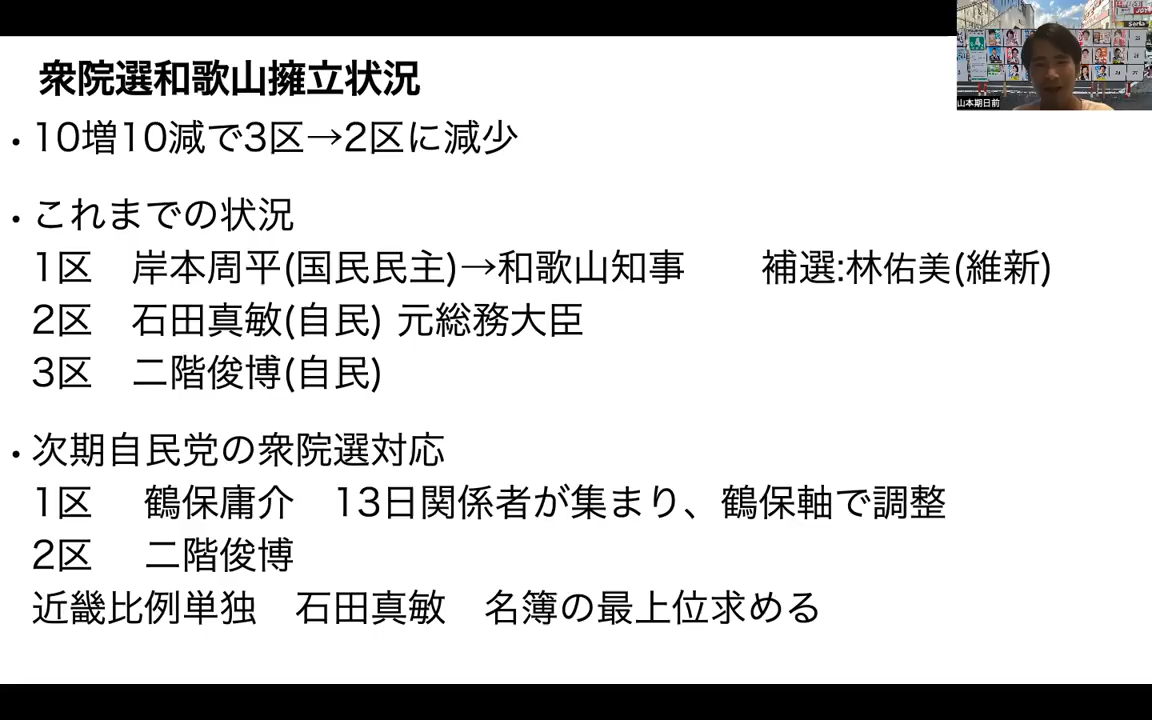 衆院選和歌山擁立状況
・10増10減で3区→2区に減少
・これまでの状況
1区 岸本周平(国民民主)→和歌山知事 補選:林佑美(維新)
2区 石田真敏(自民) 元総務大臣
3区 二階俊博(自民)
・次期自民党の衆院選対応
1区 鶴保庸介 13日関係者が集まり、鶴保軸で調整
2区 二階俊博
近畿比例単独 石田真敏 名簿の最上位求める
山本期日前
Seria